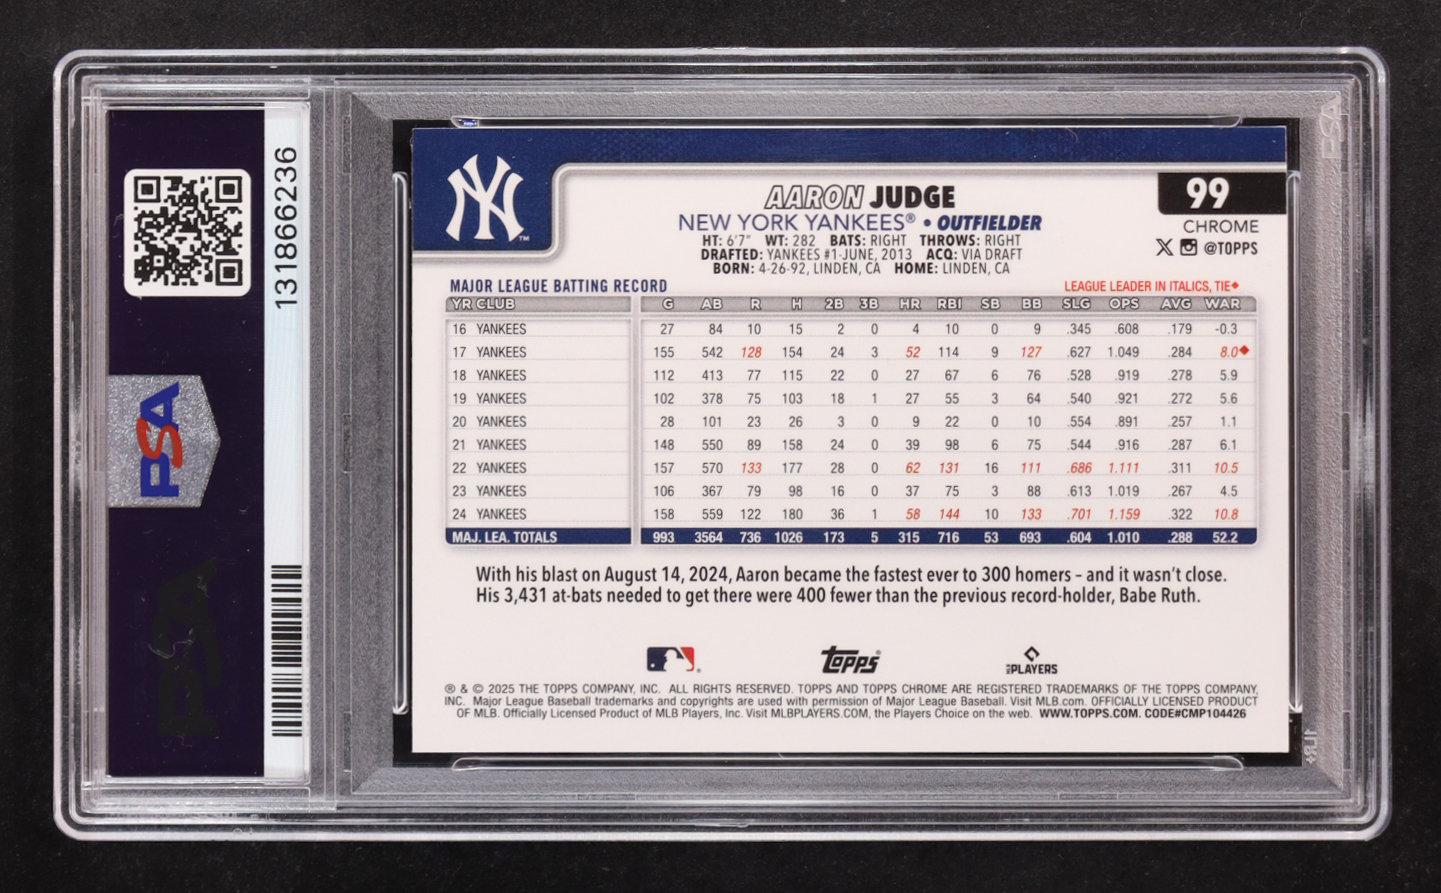 131866236
PSA
NY
TM
AARON JUDGE
99
NEW YORK YANKEES® • OUTFIELDER
CHROME
HT: 6'7" WT: 282 BATS: RIGHT THROWS: RIGHT
@TOPPS
DRAFTED: YANKEES #1-JUNE, 2013 ACQ: VIA DRAFT
BORN: 4-26-92, LINDEN, CA HOME: LINDEN, CA
MAJOR LEAGUE BATTING RECORD
LEAGUE LEADER IN ITALICS, TIE◆
YR CLUB G AB R H 2B 3B HR RBI SB BB SLG OPS AVG WAR
16 YANKEES 27 84 10 15 2 0 4 10 0 9 .345 .608 .179 -0.3
17 YANKEES 155 542 128 154 24 3 52 114 9 127 .627 1.049 .284 8.0◆
18 YANKEES 112 413 77 115 22 0 27 67 6 76 .528 .919 .278 5.9
19 YANKEES 102 378 75 103 18 1 27 55 3 64 .540 .921 .272 5.6
20 YANKEES 28 101 23 26 3 0 9 22 0 10 .554 .891 .257 1.1
21 YANKEES 148 550 89 158 24 0 39 98 6 75 .544 .916 .287 6.1
22 YANKEES 157 570 133 177 28 0 62 131 16 111 .686 1.111 .311 10.5
23 YANKEES 106 367 79 98 16 0 37 75 3 88 .613 1.019 .267 4.5
24 YANKEES 158 559 122 180 36 1 58 144 10 133 .701 1.159 .322 10.8
MAJ. LEA. TOTALS 993 3564 736 1026 173 5 315 716 53 693 .604 1.010 .288 52.2
With his blast on August 14, 2024, Aaron became the fastest ever to 300 homers – and it wasn't close.
His 3,431 at-bats needed to get there were 400 fewer than the previous record-holder, Babe Ruth.
Topps®
MLB PLAYERS
® & © 2025 THE TOPPS COMPANY, INC. ALL RIGHTS RESERVED. TOPPS AND TOPPS CHROME ARE REGISTERED TRADEMARKS OF THE TOPPS COMPANY,
INC. Major League Baseball trademarks and copyrights are used with permission of Major League Baseball. Visit MLB.com. OFFICIALLY LICENSED PRODUCT
OF MLB. Officially Licensed Product of MLB Players, Inc. Visit MLBPLAYERS.COM, the Players Choice on the web. WWW.TOPPS.COM. CODE#CMP104426
PSA
PSA